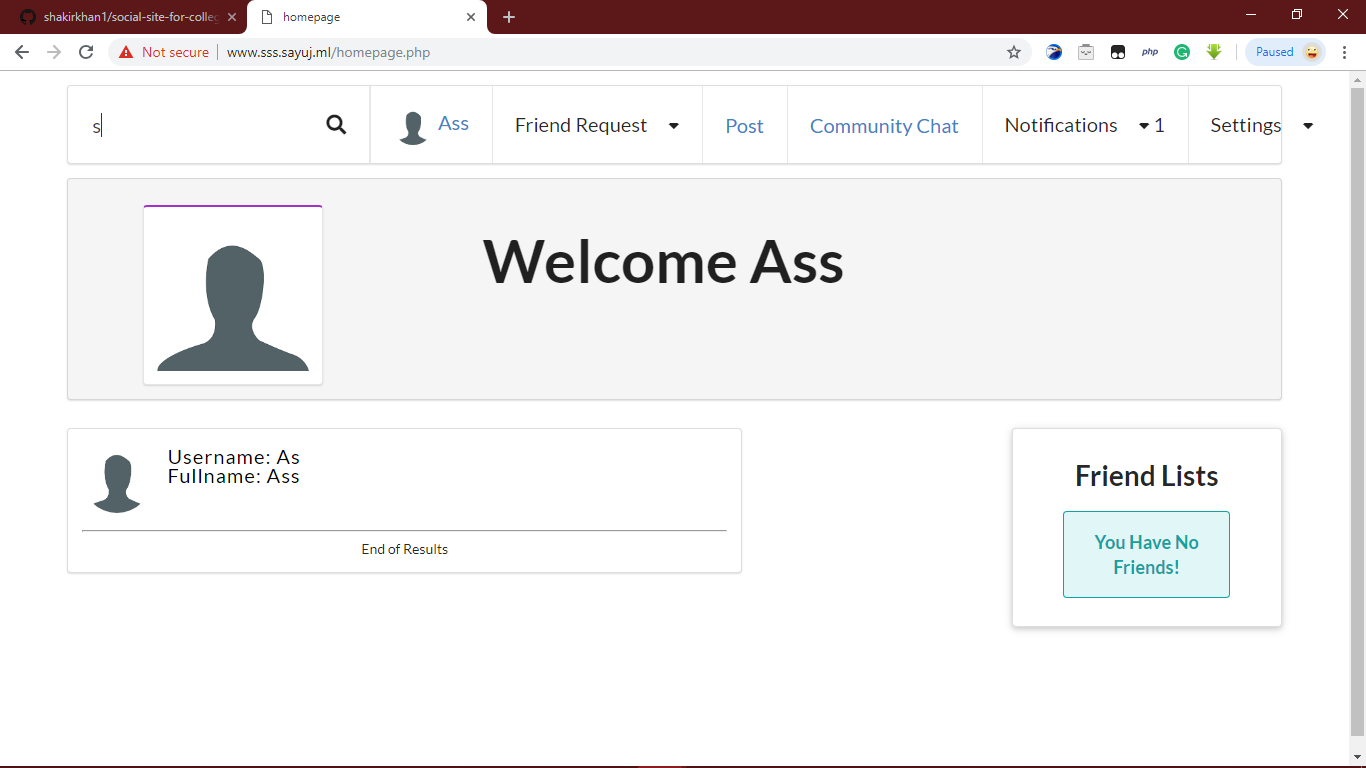 shakirkhan1/social-site-for-colle
homepage
Not secure
www.sss.sayuj.ml/homepage.php
php
Paused
s
Ass
Friend Request
Post
Community Chat
Notifications
1
Settings
Welcome Ass
Username: As
Fullname: Ass
End of Results
Friend Lists
You Have No
Friends!